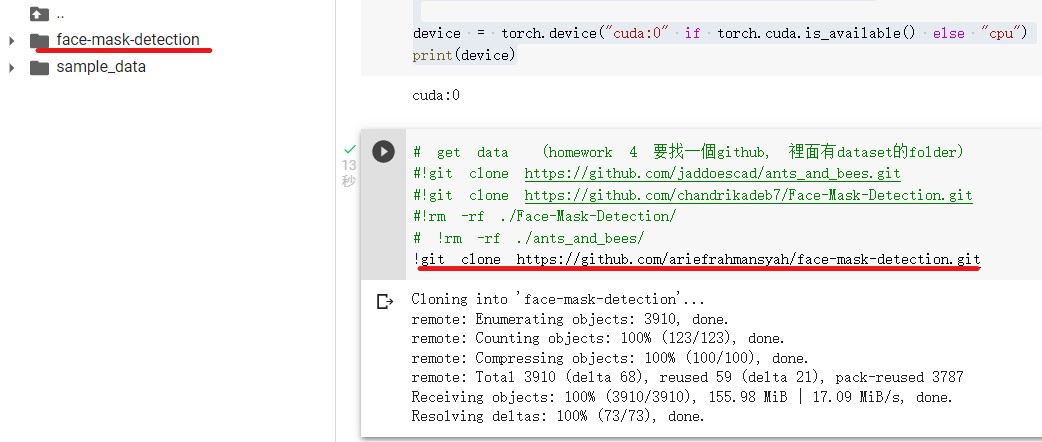 ..
face-mask-detection
sample_data
device = torch.device("cuda:0" if torch.cuda.is_available() else "cpu")
print(device)
cuda:0
13
秒
# get data (homework 4 要找一個github, 裡面有dataset的folder)
#!git clone https://github.com/jaddoescad/ants_and_bees.git
#!git clone https://github.com/chandrikadeb7/Face-Mask-Detection.git
#!rm -rf ./Face-Mask-Detection/
# !rm -rf ./ants_and_bees/
!git clone https://github.com/ariefrahmansyah/face-mask-detection.git
Cloning into 'face-mask-detection'...
remote: Enumerating objects: 3910, done.
remote: Counting objects: 100% (123/123), done.
remote: Compressing objects: 100% (100/100), done.
remote: Total 3910 (delta 68), reused 59 (delta 21), pack-reused 3787
Receiving objects: 100% (3910/3910), 155.98 MiB | 17.09 MiB/s, done.
Resolving deltas: 100% (73/73), done.